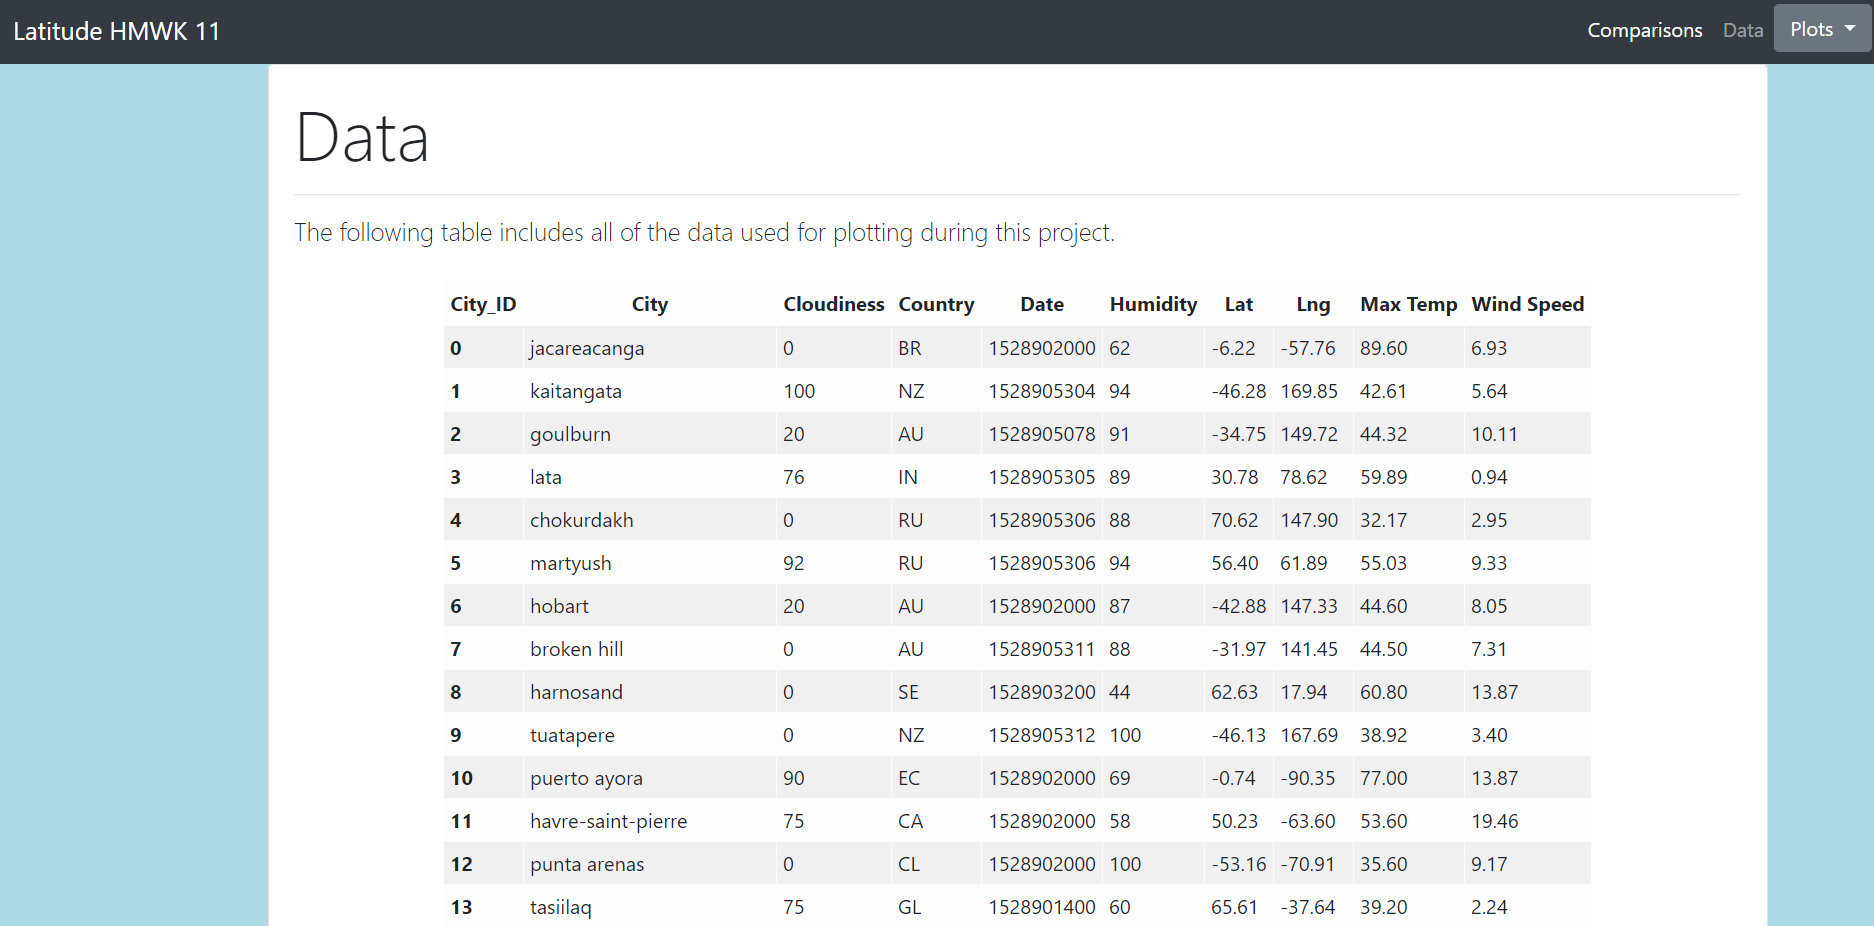 Latitude HMWK 11 Comparisons Data Plots
Data
The following table includes all of the data used for plotting during this project.
City_ID City Cloudiness Country Date Humidity Lat Lng Max Temp Wind Speed
0 jacareacanga 0 BR 1528902000 62 -6.22 -57.76 89.60 6.93
1 kaitangata 100 NZ 1528905304 94 -46.28 169.85 42.61 5.64
2 goulburn 20 AU 1528905078 91 -34.75 149.72 44.32 10.11
3 lata 76 IN 1528905305 89 30.78 78.62 59.89 0.94
4 chokurdakh 0 RU 1528905306 88 70.62 147.90 32.17 2.95
5 martyush 92 RU 1528905306 94 56.40 61.89 55.03 9.33
6 hobart 20 AU 1528902000 87 -42.88 147.33 44.60 8.05
7 broken hill 0 AU 1528905311 88 -31.97 141.45 44.50 7.31
8 harnosand 0 SE 1528903200 44 62.63 17.94 60.80 13.87
9 tuatapere 0 NZ 1528905312 100 -46.13 167.69 38.92 3.40
10 puerto ayora 90 EC 1528902000 69 -0.74 -90.35 77.00 13.87
11 havre-saint-pierre 75 CA 1528902000 58 50.23 -63.60 53.60 19.46
12 punta arenas 0 CL 1528902000 100 -53.16 -70.91 35.60 9.17
13 tasiilaq 75 GL 1528901400 60 65.61 -37.64 39.20 2.24